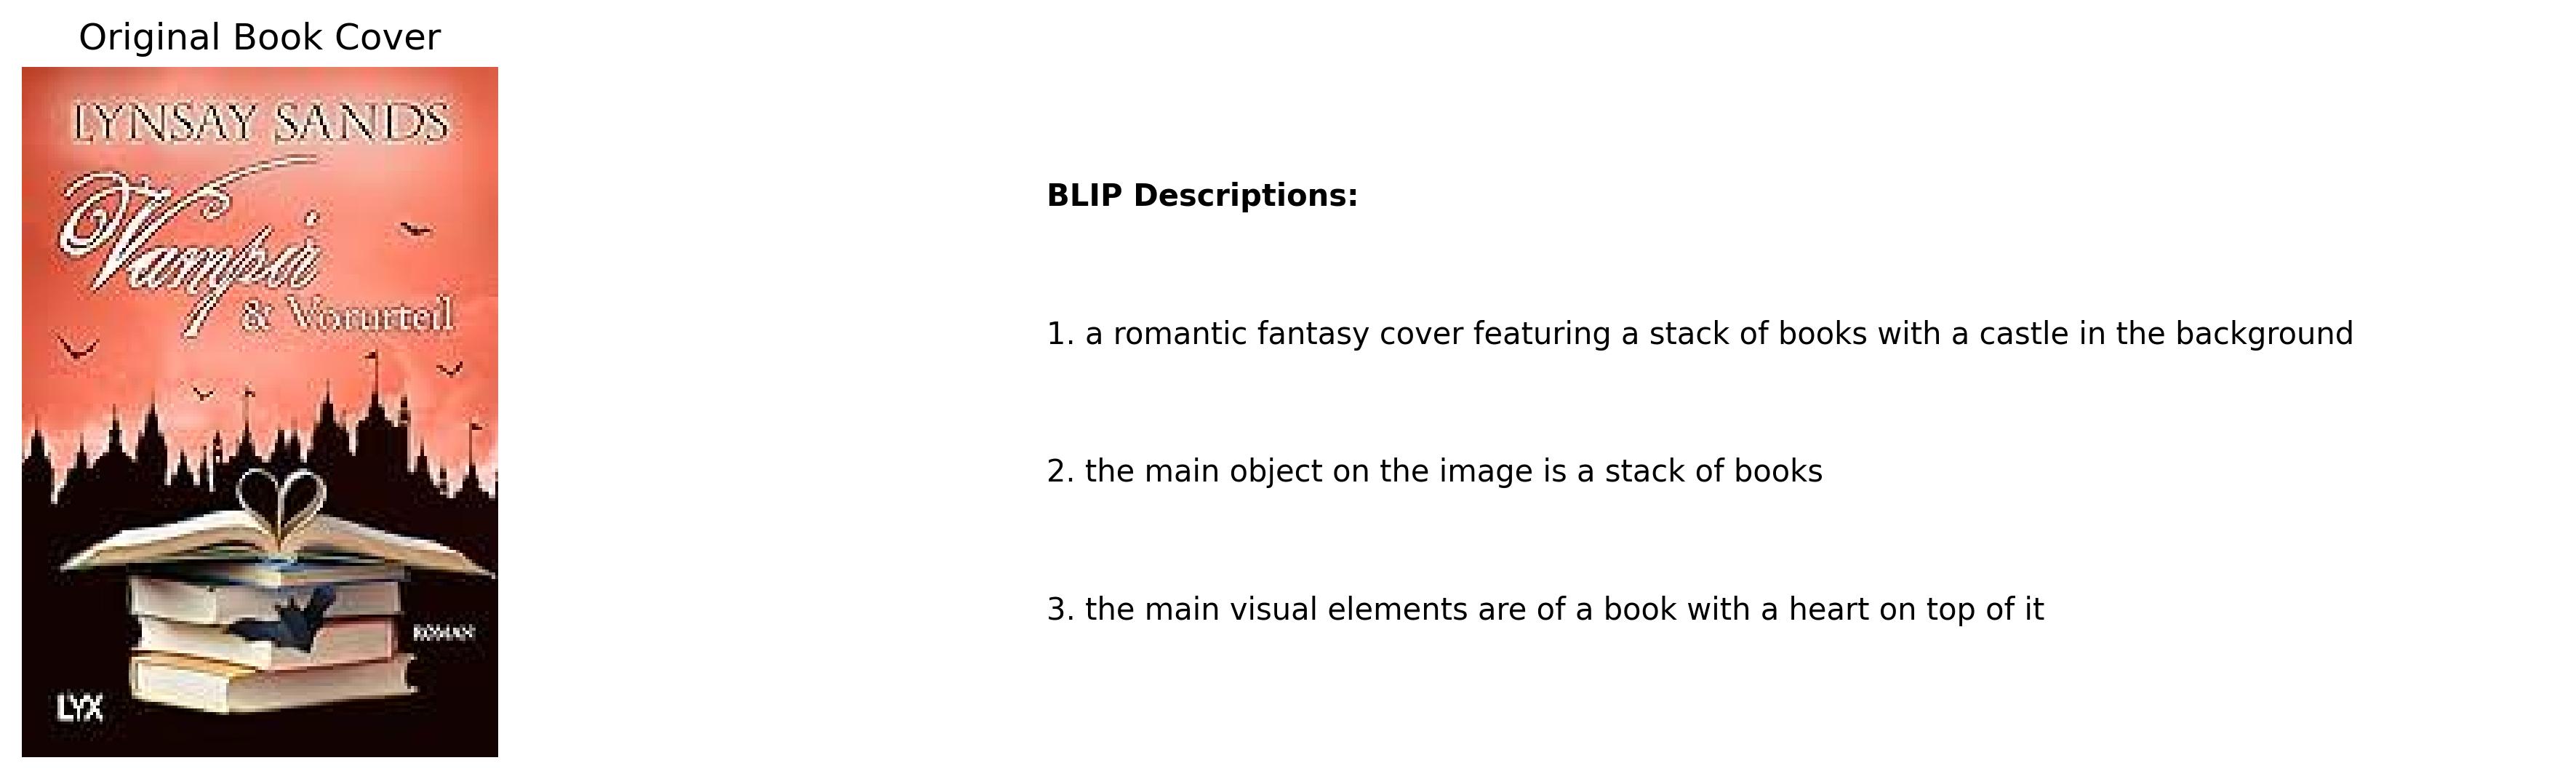 Original Book Cover
LYNSAY SANDS
Vampir
& Vorurteil
ROMAN
LYX
BLIP Descriptions:
1. a romantic fantasy cover featuring a stack of books with a castle in the background
2. the main object on the image is a stack of books
3. the main visual elements are of a book with a heart on top of it